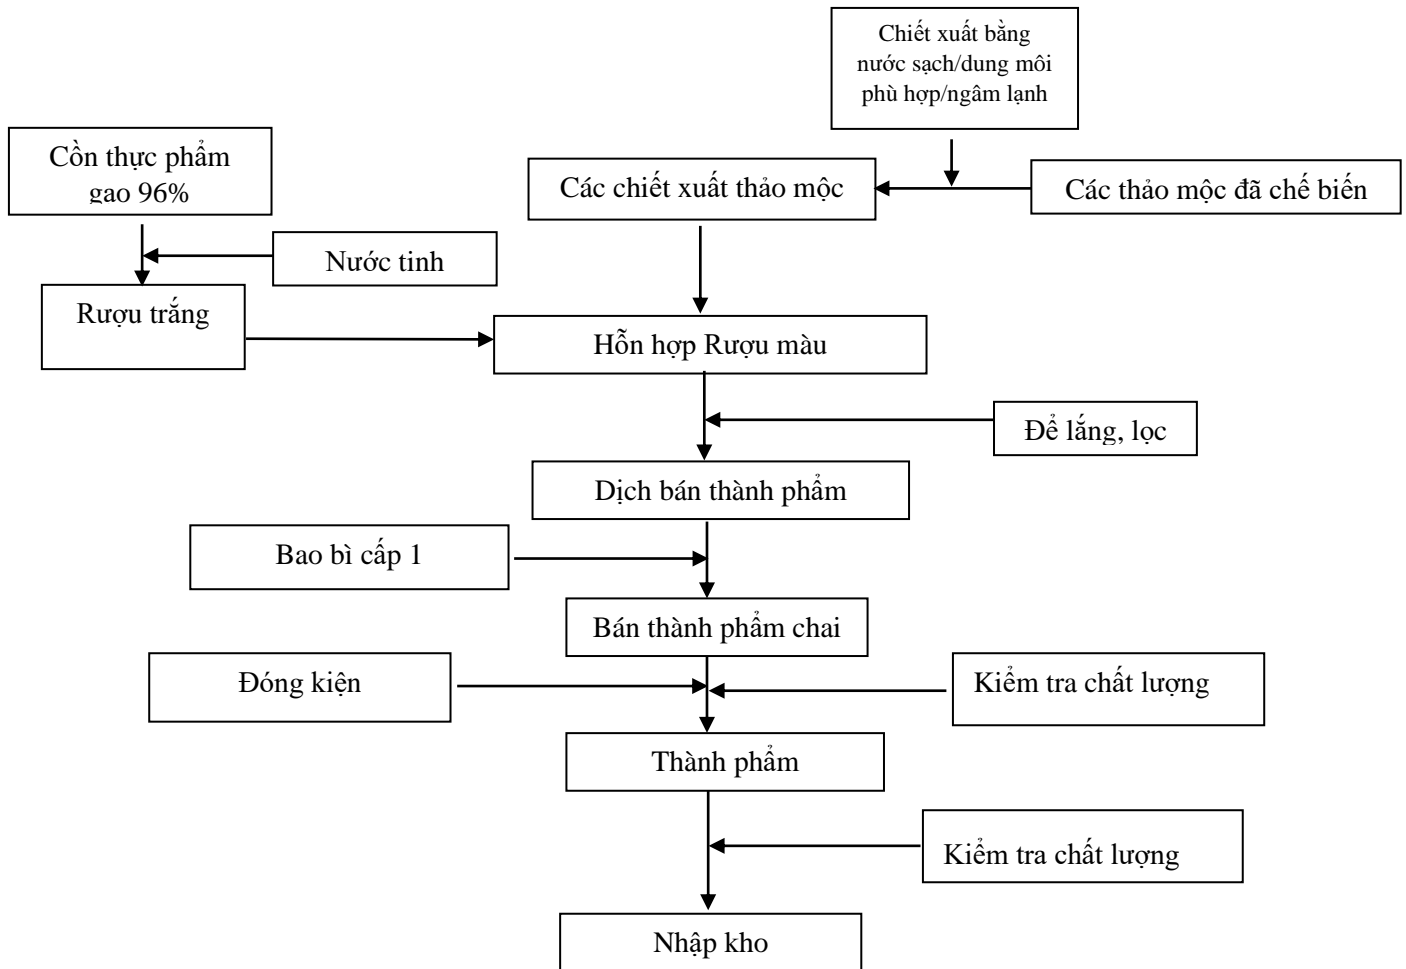 Chiết xuất bằng
nước sạch/dung môi
phù hợp/ngâm lạnh
Cồn thực phẩm
gao 96%
Các chiết xuất thảo mộc
Các thảo mộc đã chế biến
Nước tinh
Rượu trắng
Hỗn hợp Rượu màu
Để lắng, lọc
Dịch bán thành phẩm
Bao bì cấp 1
Bán thành phẩm chai
Đóng kiện
Kiểm tra chất lượng
Thành phẩm
Kiểm tra chất lượng
Nhập kho